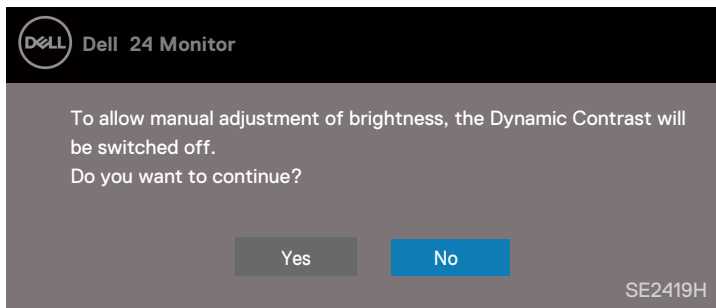 DELL Dell 24 Monitor
To allow manual adjustment of brightness, the Dynamic Contrast will
be switched off.
Do you want to continue?
Yes No
SE2419H